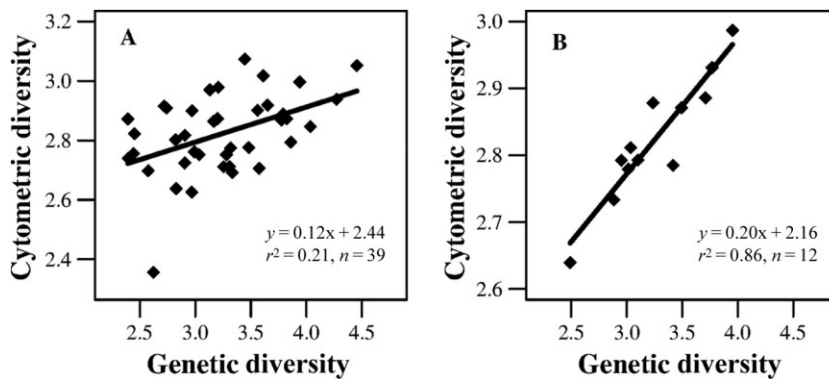 A
Cytometric diversity
3.2
3.0
2.8
2.6
2.4
y = 0.12x + 2.44
r² = 0.21, n = 39
2.5 3.0 3.5 4.0 4.5
Genetic diversity
B
Cytometric diversity
3.0
2.9
2.8
2.7
2.6
y = 0.20x + 2.16
r² = 0.86, n = 12
2.5 3.0 3.5 4.0 4.5
Genetic diversity